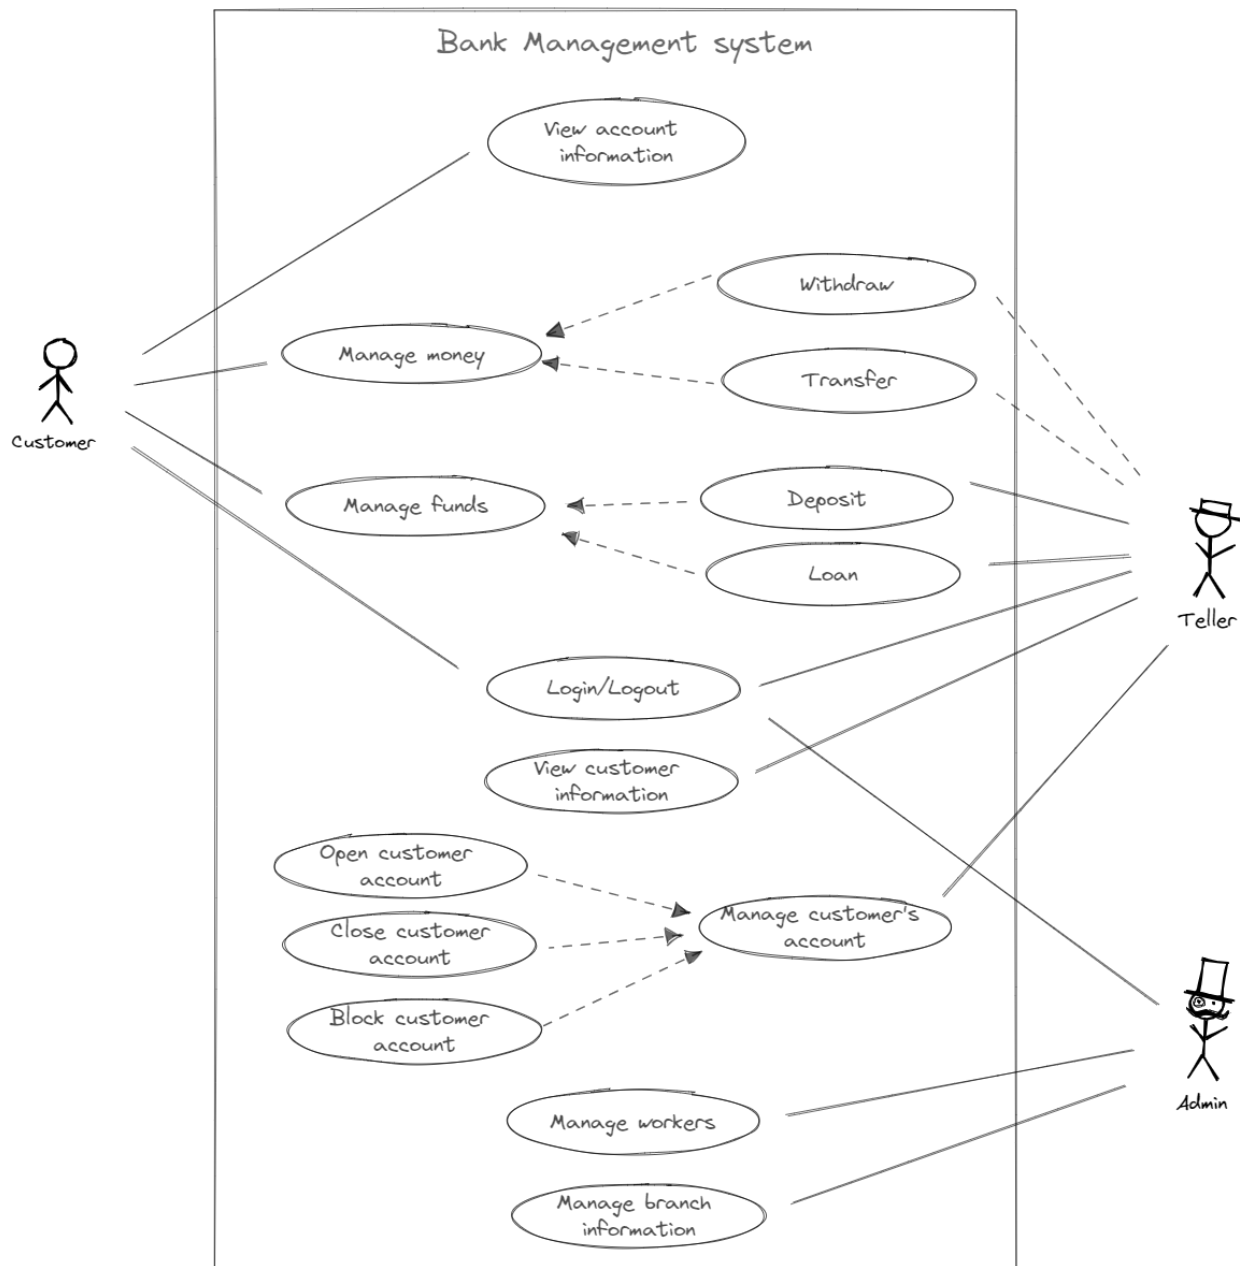 Bank Management system
View account
information
Withdraw
Manage money
Transfer
Customer
Manage funds
Deposit
Loan
Teller
Login/Logout
View customer
information
Open customer
account
Close customer
account
Manage customer's
account
Block customer
account
Admin
Manage workers
Manage branch
information